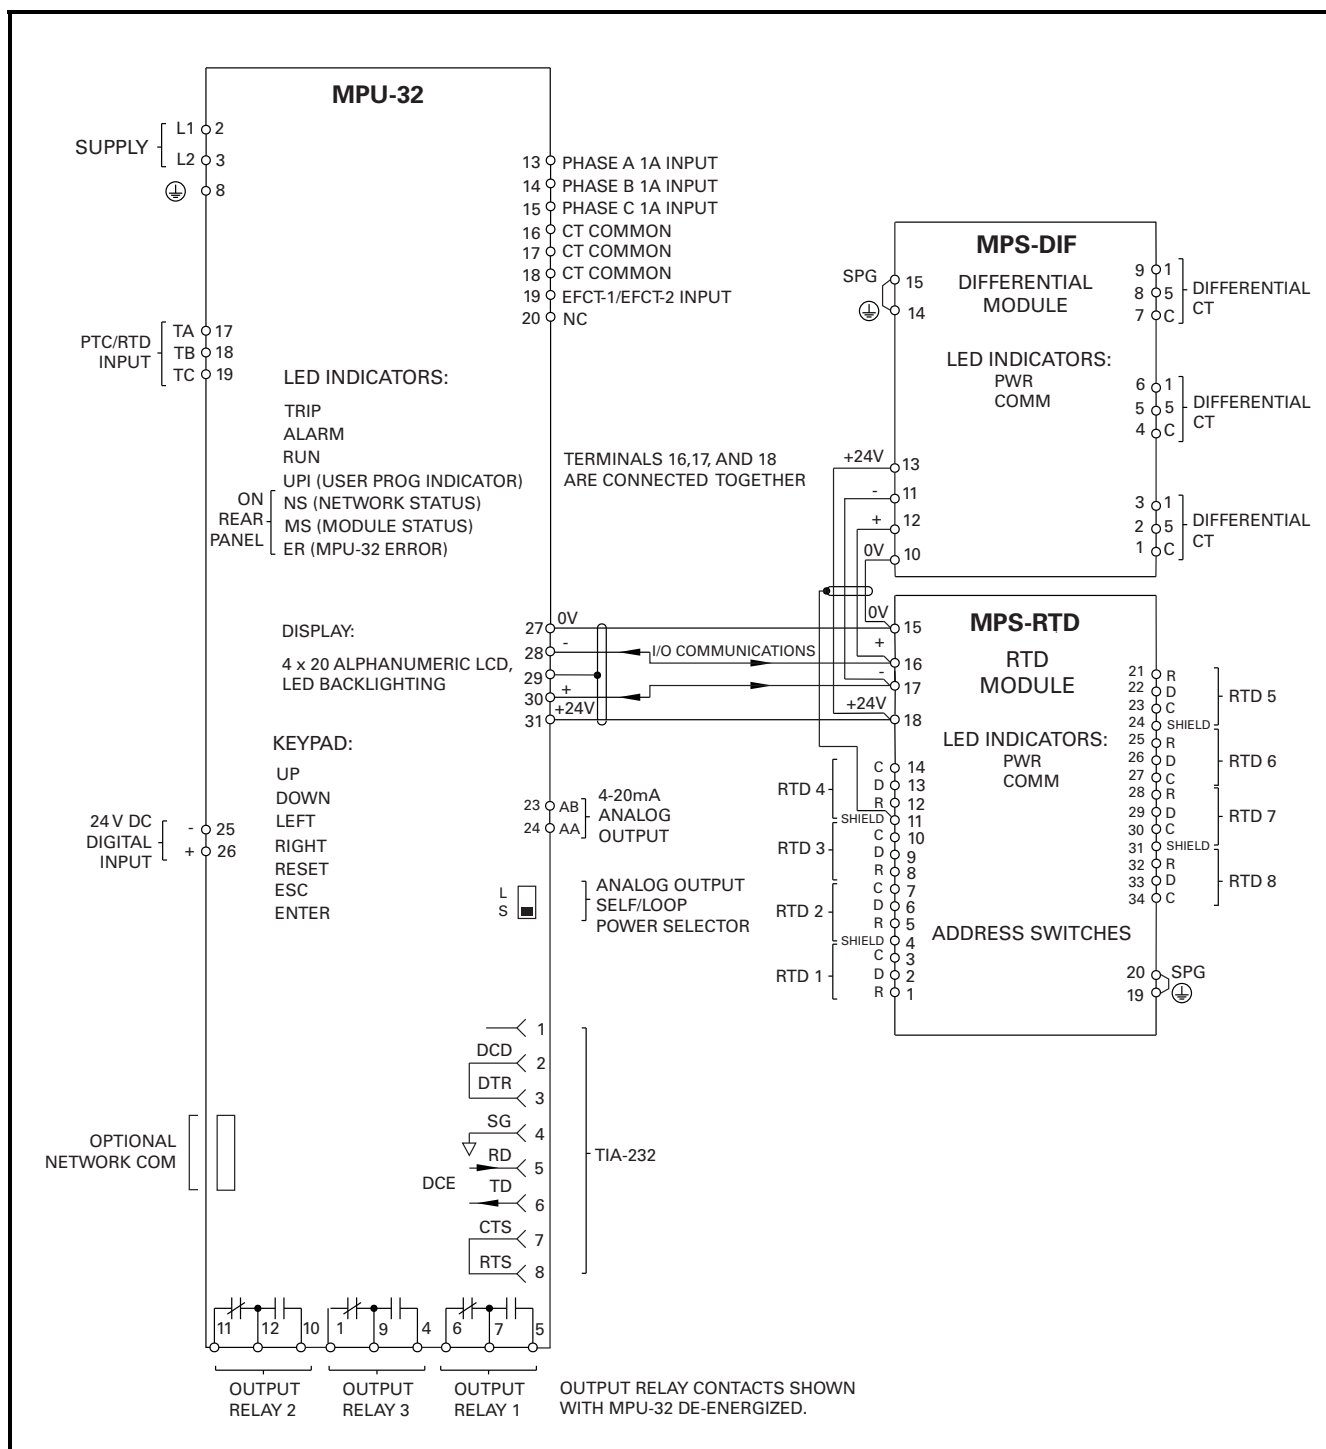 MPU-32
SUPPLY
L1 2
L2 3
8
PTC/RTD
INPUT
TA 17
TB 18
TC 19
13 PHASE A 1A INPUT
14 PHASE B 1A INPUT
15 PHASE C 1A INPUT
16 CT COMMON
17 CT COMMON
18 CT COMMON
19 EFCT-1/EFCT-2 INPUT
20 NC
LED INDICATORS:
TRIP
ALARM
RUN
UPI (USER PROG INDICATOR)
ON
REAR
PANEL
NS (NETWORK STATUS)
MS (MODULE STATUS)
ER (MPU-32 ERROR)
TERMINALS 16,17, AND 18
ARE CONNECTED TOGETHER
DISPLAY:
4 x 20 ALPHANUMERIC LCD,
LED BACKLIGHTING
27 0V
28 -
29
30 +
31 +24V
I/O COMMUNICATIONS
KEYPAD:
UP
DOWN
LEFT
RIGHT
RESET
ESC
ENTER
24 V DC
DIGITAL
INPUT
- 25
+ 26
23 AB
24 AA
4-20mA
ANALOG
OUTPUT
L
S
ANALOG OUTPUT
SELF/LOOP
POWER SELECTOR
1
DCD 2
DTR 3
SG 4
RD 5
DCE
TD 6
CTS 7
RTS 8
TIA-232
OPTIONAL
NETWORK COM
11 12 10
1 9 4
6 7 5
OUTPUT
RELAY 2
OUTPUT
RELAY 3
OUTPUT
RELAY 1
OUTPUT RELAY CONTACTS SHOWN
WITH MPU-32 DE-ENERGIZED.
MPS-DIF
DIFFERENTIAL
MODULE
SPG 15
14
LED INDICATORS:
PWR
COMM
+24V 13
- 11
+ 12
0V 10
9 1
8 5
7 C
DIFFERENTIAL
CT
6 1
5 5
4 C
DIFFERENTIAL
CT
3 1
2 5
1 C
DIFFERENTIAL
CT
MPS-RTD
RTD
MODULE
0V 15
+ 16
- 17
+24V 18
LED INDICATORS:
PWR
COMM
RTD 4
C 14
D 13
R 12
SHIELD 11
RTD 3
C 10
D 9
R 8
RTD 2
C 7
D 6
R 5
SHIELD 4
RTD 1
C 3
D 2
R 1
ADDRESS SWITCHES
21 R
22 D
23 C
RTD 5
24 SHIELD
25 R
26 D
27 C
RTD 6
28 R
29 D
30 C
RTD 7
31 SHIELD
32 R
33 D
34 C
RTD 8
20 SPG
19